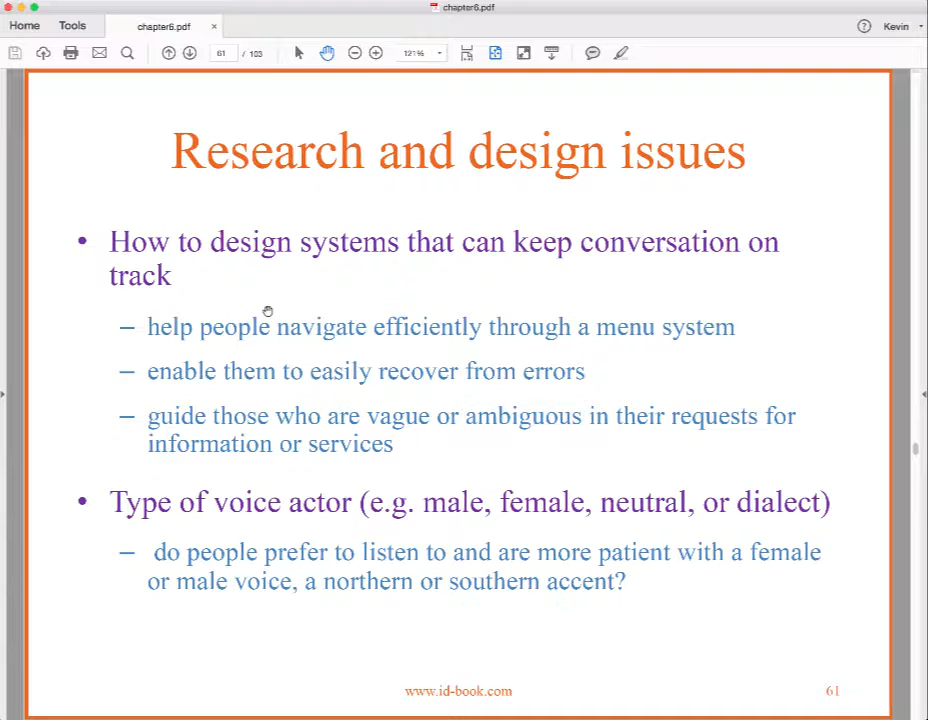 chapter6.pdf
Home Tools chapter6.pdf × ? Kevin
61 / 103 121%
Research and design issues
• How to design systems that can keep conversation on
track
– help people navigate efficiently through a menu system
– enable them to easily recover from errors
– guide those who are vague or ambiguous in their requests for
information or services
• Type of voice actor (e.g. male, female, neutral, or dialect)
– do people prefer to listen to and are more patient with a female
or male voice, a northern or southern accent?
www.id-book.com 61